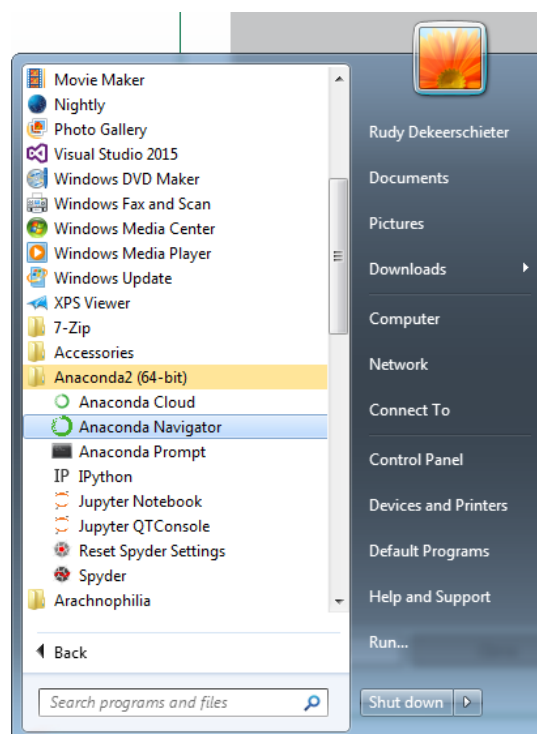 Movie Maker
Nightly
Photo Gallery
Visual Studio 2015
Windows DVD Maker
Windows Fax and Scan
Windows Media Center
Windows Media Player
Windows Update
XPS Viewer
7-Zip
Accessories
Anaconda2 (64-bit)
Anaconda Cloud
Anaconda Navigator
Anaconda Prompt
IP IPython
Jupyter Notebook
Jupyter QTConsole
Reset Spyder Settings
Spyder
Arachnophilia
Back
Search programs and files
Rudy Dekeerschieter
Documents
Pictures
Downloads
Computer
Network
Connect To
Control Panel
Devices and Printers
Default Programs
Help and Support
Run...
Shut down